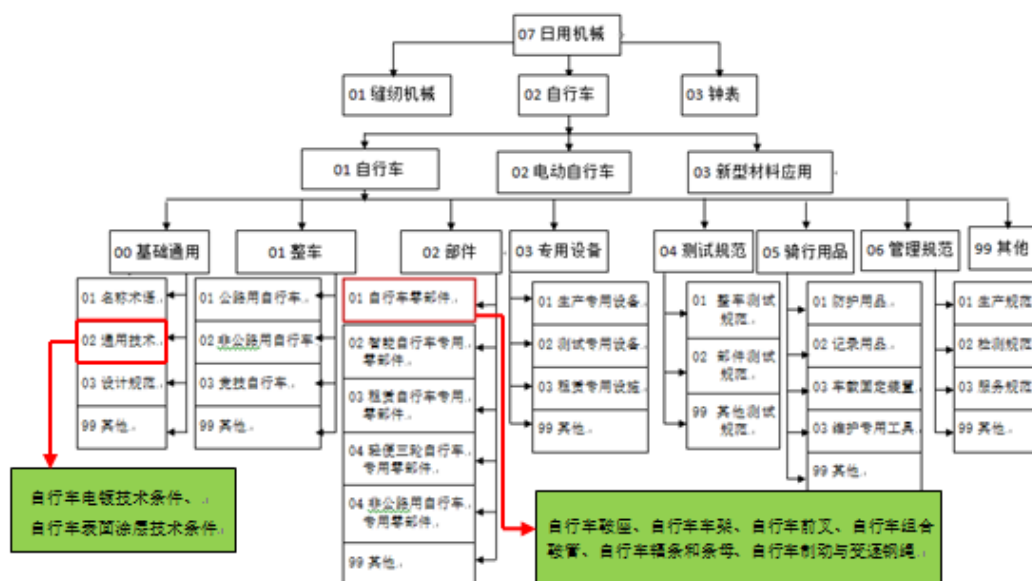 07 日用机械
01 缝纫机械
02 自行车
03 钟表
01 自行车
02 电动自行车
03 新型材料应用
00 基础通用
01 整车
02 部件
03 专用设备
04 测试规范
05 骑行用品
06 管理规范
99 其他
01 名称术语
02 通用技术
03 设计规范
99 其他
01 公路用自行车
02 非公路用自行车
03 竞技自行车
99 其他
01 自行车零部件
02 智能自行车专用
零部件
03 租赁自行车专用
零部件
04 轻便三轮自行车
专用零部件
04 非公路用自行车
专用零部件
99 其他
01 生产专用设备
02 测试专用设备
03 租赁专用设施
99 其他
01 整车测试
规范
02 部件测试
规范
99 其他测试
规范
01 防护用品
02 记录用品
03 车载固定装置
03 维护专用工具
99 其他
01 生产规范
02 检测规范
03 服务规范
99 其他
自行车电镀技术条件、
自行车表面涂层技术条件
自行车鞍座、自行车车架、自行车前叉、自行车组合
鞍管、自行车辐条和条母、自行车制动与变速钢绳